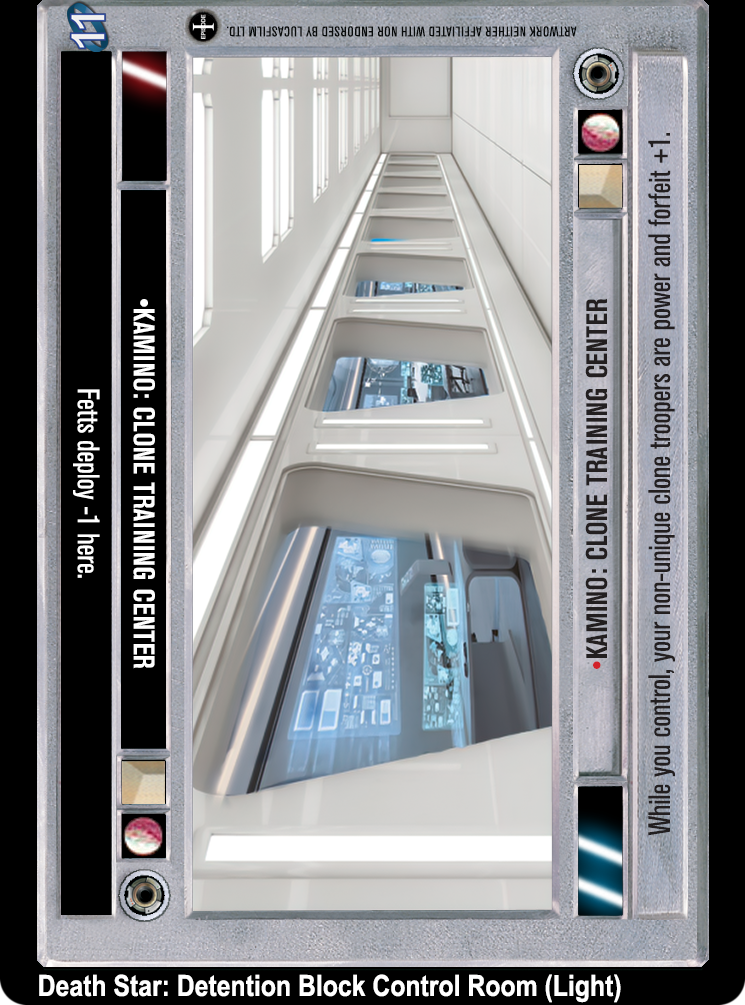 11
EPISODE
I
ARTWORK NEITHER AFFILIATED WITH NOR ENDORSED BY LUCASFILM LTD.
•KAMINO: CLONE TRAINING CENTER
Fetts deploy -1 here.
•KAMINO: CLONE TRAINING CENTER
While you control, your non-unique clone troopers are power and forfeit +1.
Death Star: Detention Block Control Room (Light)